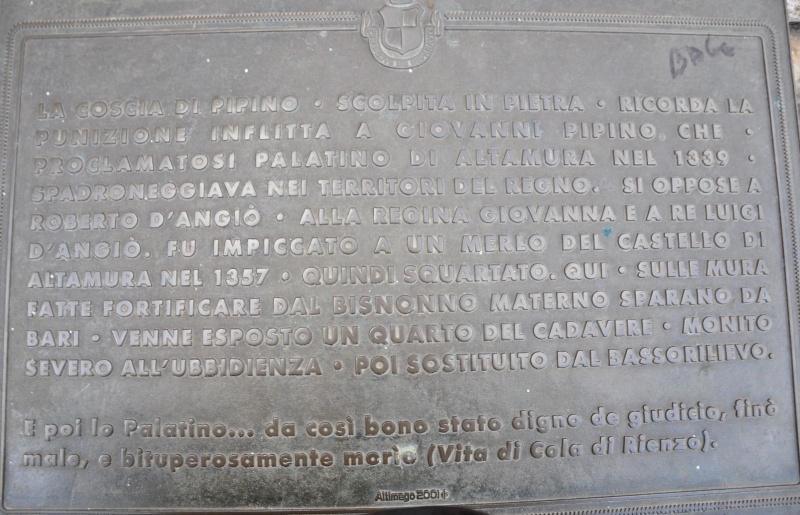 BAGG
LA COSCIA DI PIPINO • SCOLPITA IN PIETRA • RICORDA LA
PUNIZIONE INFLITTA A GIOVANNI PIPINO, CHE •
PROCLAMATOSI PALATINO DI ALTAMURA NEL 1339 •
SPADRONEGGIAVA NEI TERRITORI DEL REGNO. SI OPPOSE A
ROBERTO D'ANGIÒ • ALLA REGINA GIOVANNA E A RE LUIGI
D'ANGIÒ. FU IMPICCATO A UN MERLO DEL CASTELLO DI
ALTAMURA NEL 1357 • QUINDI SQUARTATO. QUI • SULLE MURA
FATTE FORTIFICARE DAL BISNONNO MATERNO SPARANO DA
BARI • VENNE ESPOSTO UN QUARTO DEL CADAVERE • MONITO
SEVERO ALL'UBBIDIENZA • POI SOSTITUITO DAL BASSORILIEVO.
E poi lo Palatino... da così bono stato digno de giudicio, finò
malo, e bituperosamente morio (Vita di Cola di Rienzo).
Altimego 2001